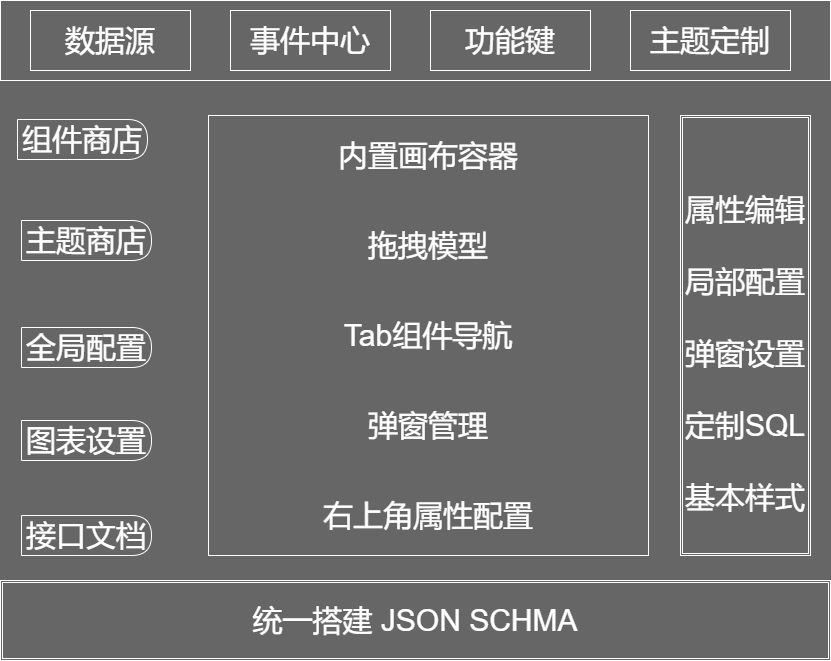 数据源
事件中心
功能键
主题定制
组件商店
主题商店
全局配置
图表设置
接口文档
内置画布容器
拖拽模型
Tab组件导航
弹窗管理
右上角属性配置
属性编辑
局部配置
弹窗设置
定制SQL
基本样式
统一搭建 JSON SCHMA